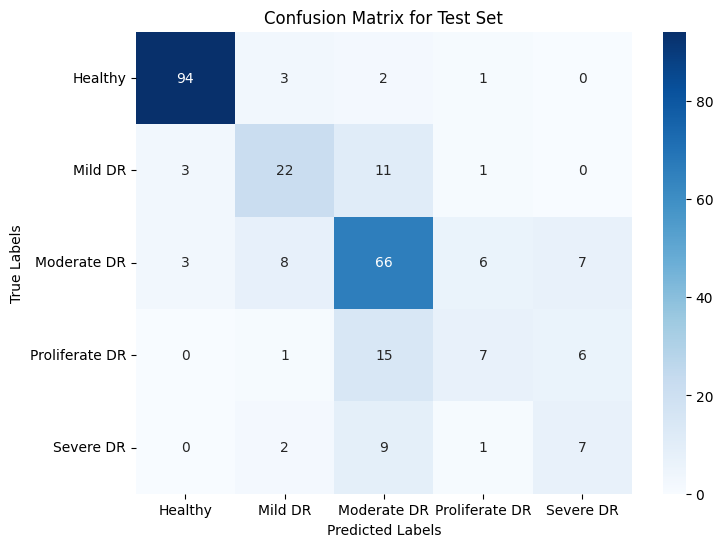 Confusion Matrix for Test Set
True Labels
Healthy 94 3 2 1 0
Mild DR 3 22 11 1 0
Moderate DR 3 8 66 6 7
Proliferate DR 0 1 15 7 6
Severe DR 0 2 9 1 7
Healthy Mild DR Moderate DR Proliferate DR Severe DR
Predicted Labels
80
60
40
20
0